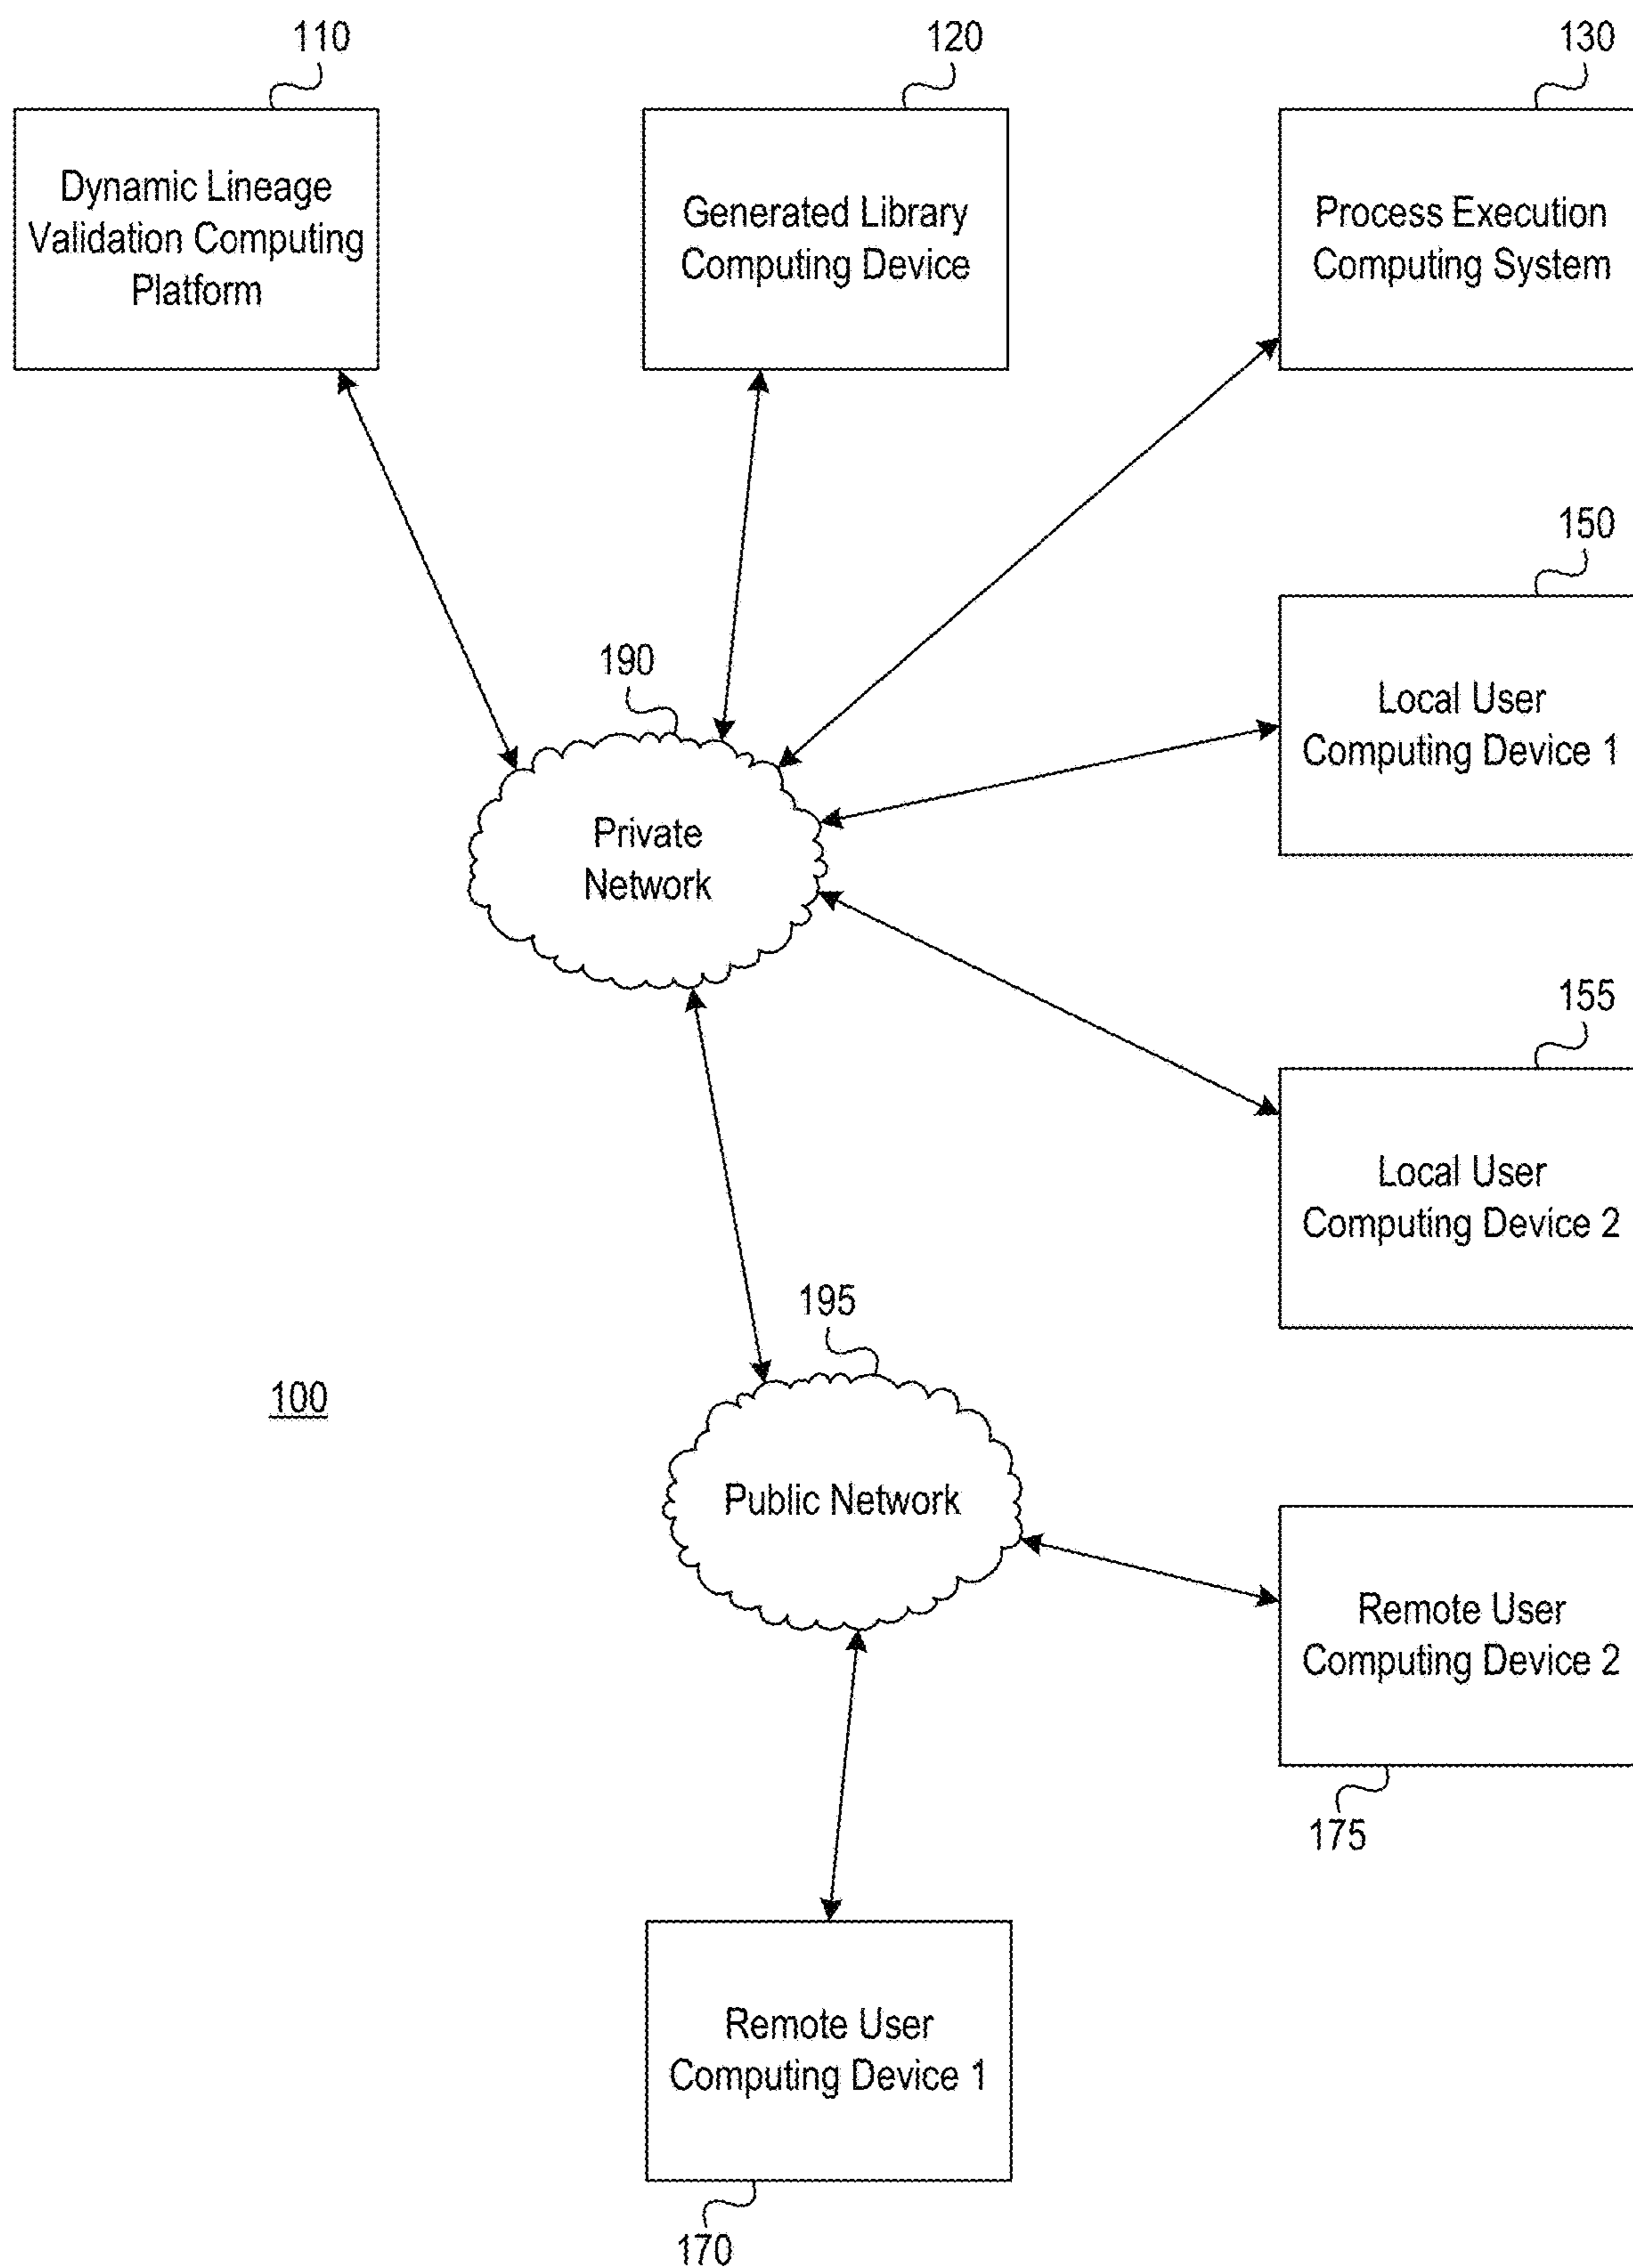 110
120
130
Dynamic Lineage
Validation Computing
Platform
Generated Library
Computing Device
Process Execution
Computing System
150
190
Local User
Computing Device 1
Private
Network
155
Local User
Computing Device 2
195
100
Public Network
Remote User
Computing Device 2
175
Remote User
Computing Device 1
170